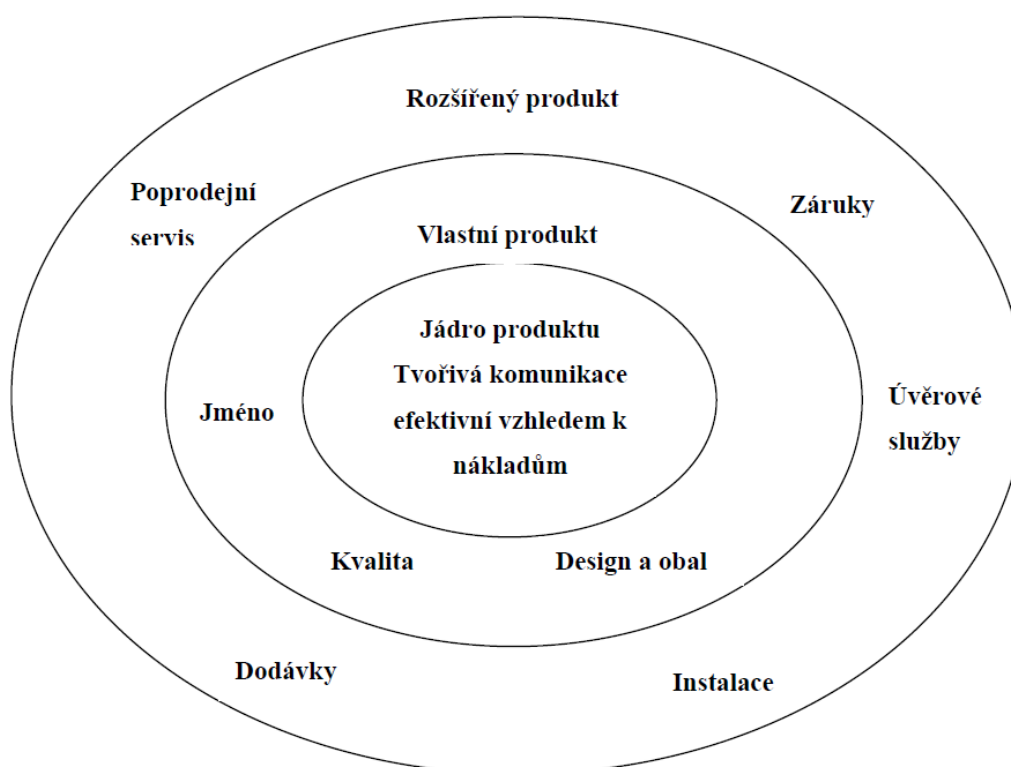 Rozšířený produkt
Poprodejní
servis
Záruky
Vlastní produkt
Jádro produktu
Tvořivá komunikace
efektivní vzhledem k
nákladům
Jméno
Úvěrové
služby
Kvalita
Design a obal
Dodávky
Instalace